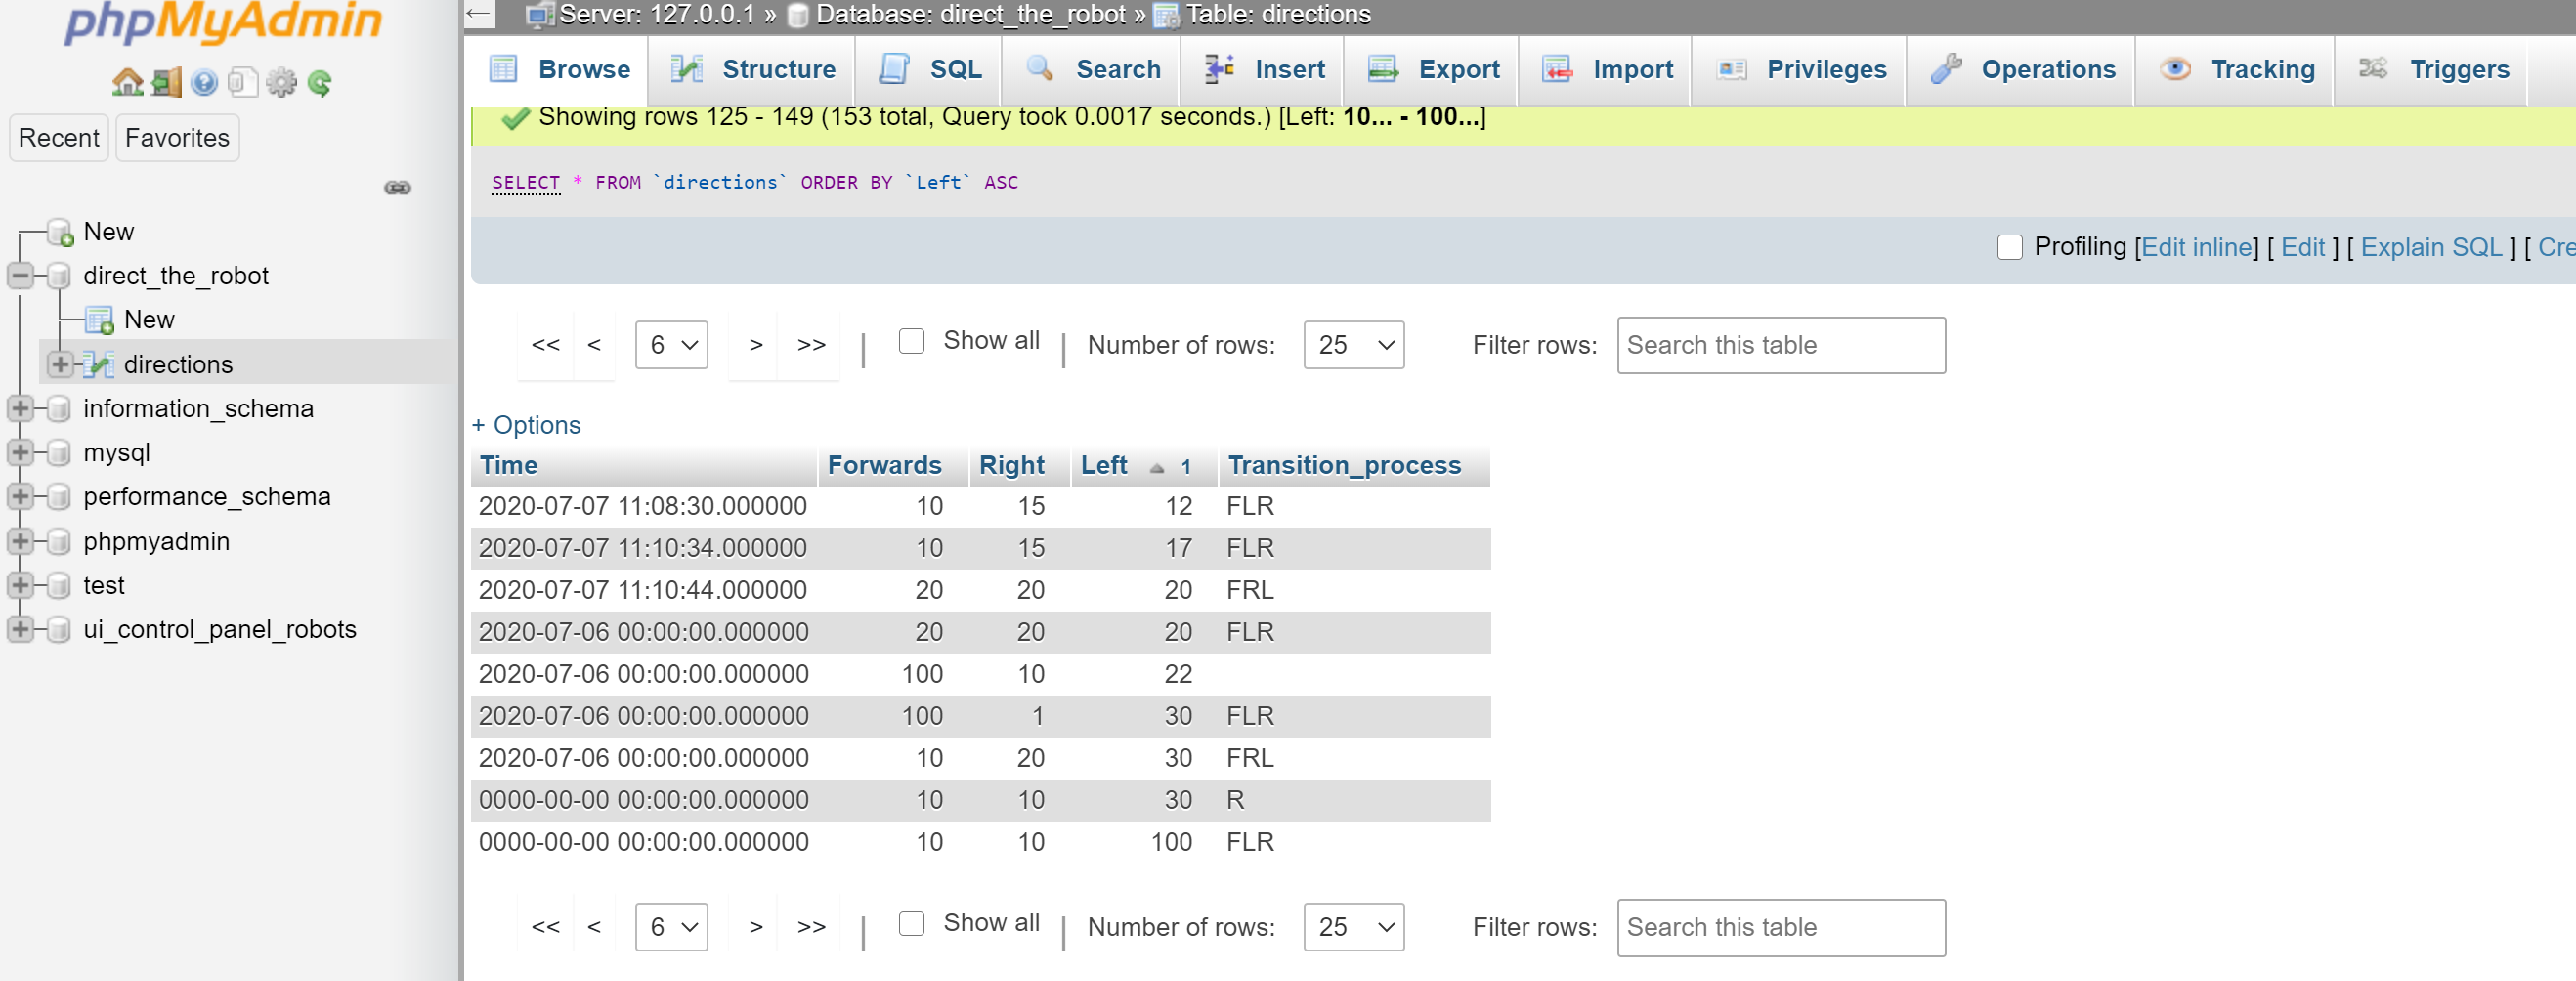 phpMyAdmin
Recent Favorites
New
direct_the_robot
New
directions
information_schema
mysql
performance_schema
phpmyadmin
test
ui_control_panel_robots
Server: 127.0.0.1 » Database: direct_the_robot » Table: directions
Browse Structure SQL Search Insert Export Import Privileges Operations Tracking Triggers
Showing rows 125 - 149 (153 total, Query took 0.0017 seconds.) [Left: 10... - 100...]
SELECT * FROM `directions` ORDER BY `Left` ASC
Profiling [Edit inline] [ Edit ] [ Explain SQL ] [ Cre
<< < 6 > >> | Show all | Number of rows: 25 Filter rows: Search this table
+ Options
Time Forwards Right Left 1 Transition_process
2020-07-07 11:08:30.000000 10 15 12 FLR
2020-07-07 11:10:34.000000 10 15 17 FLR
2020-07-07 11:10:44.000000 20 20 20 FRL
2020-07-06 00:00:00.000000 20 20 20 FLR
2020-07-06 00:00:00.000000 100 10 22
2020-07-06 00:00:00.000000 100 1 30 FLR
2020-07-06 00:00:00.000000 10 20 30 FRL
0000-00-00 00:00:00.000000 10 10 30 R
0000-00-00 00:00:00.000000 10 10 100 FLR
<< < 6 > >> | Show all | Number of rows: 25 Filter rows: Search this table